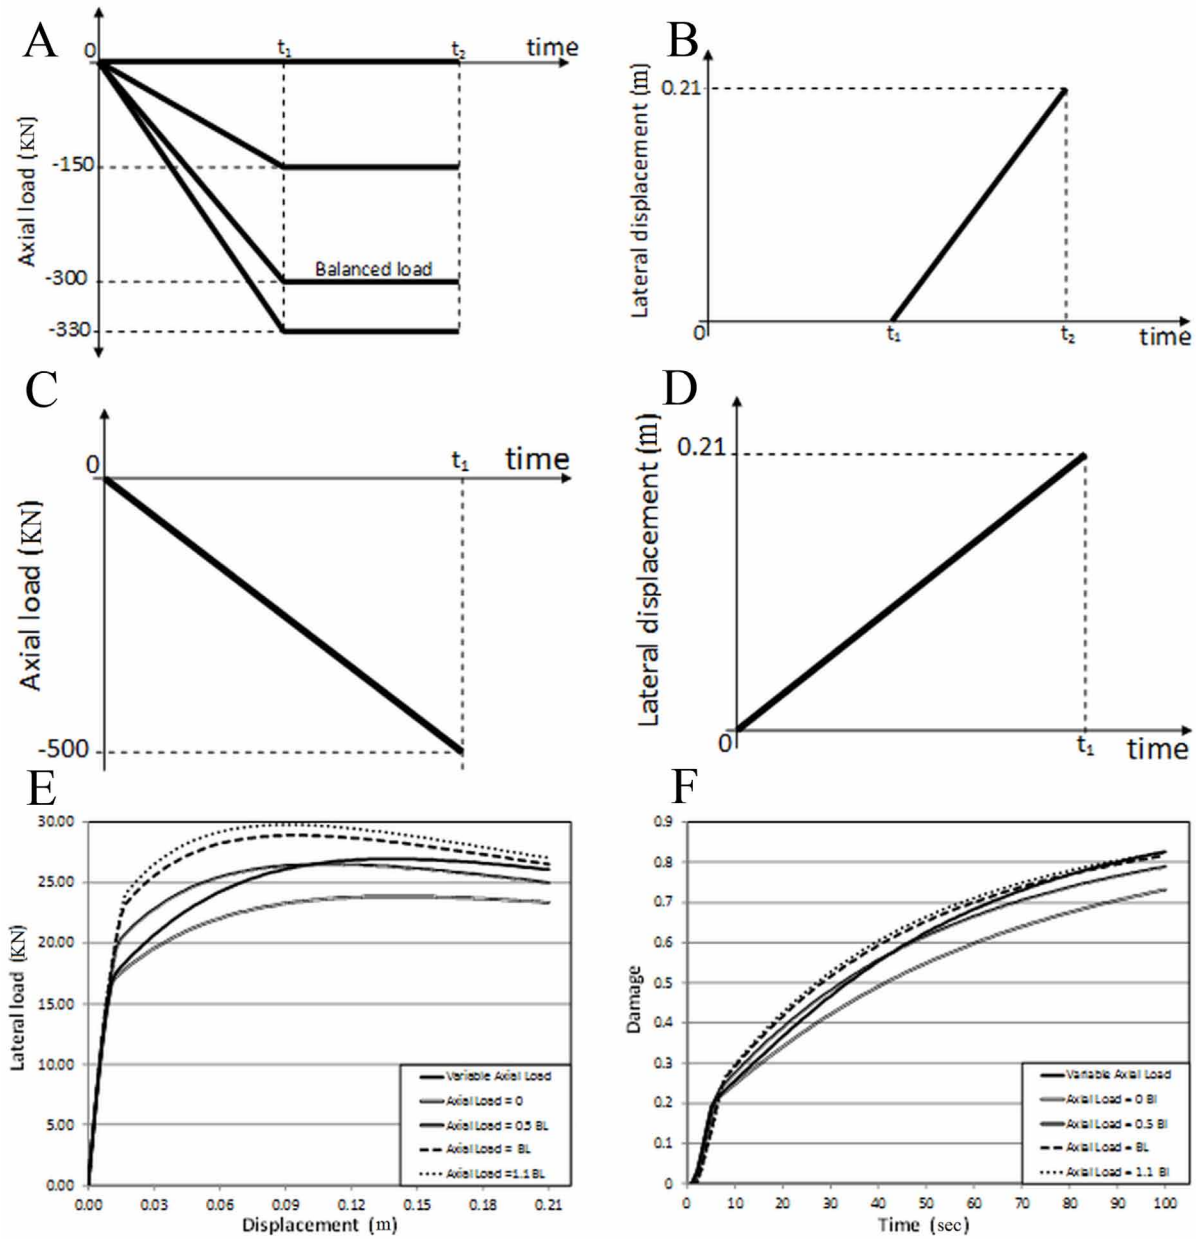 A
0
t1
t2
time
Axial load (KN)
-150
-300
-330
Balanced load
B
Lateral displacement (m)
0.21
0
t1
t2
time
C
0
t1
time
Axial load (KN)
-500
D
Lateral displacement (m)
0.21
0
t1
time
E
30.00
25.00
20.00
15.00
10.00
5.00
0.00
Lateral load (KN)
Variable Axial Load
Axial Load = 0
Axial Load = 0.5 BL
Axial Load = BL
Axial Load =1.1 BL
0.00 0.03 0.06 0.09 0.12 0.15 0.18 0.21
Displacement (m)
F
0.9
0.8
0.7
0.6
0.5
0.4
0.3
0.2
0.1
0
Damage
Variable Axial Load
Axial Load = 0 Bl
Axial Load = 0.5 Bl
Axial Load = BL
Axial Load = 1.1 Bl
0 10 20 30 40 50 60 70 80 90 100
Time (sec)